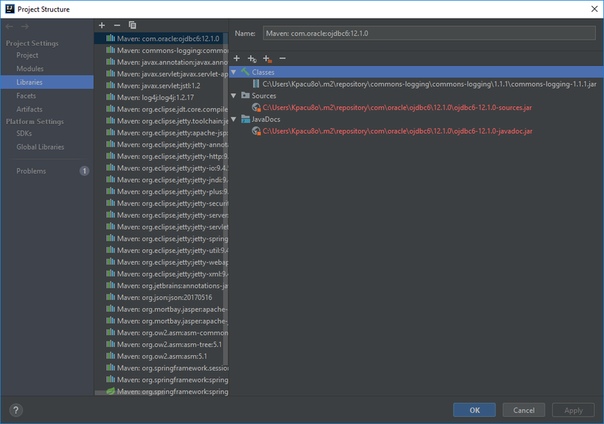 Project Structure
Project Settings
Project
Modules
Libraries
Facets
Artifacts
Platform Settings
SDKs
Global Libraries
Problems
1
Maven: com.oracle:ojdbc6:12.1.0
Maven: commons-logging:commo
Maven: javax.annotation:javax.anno
Maven: javax.servlet:javax.servlet-ap
Maven: javax.servlet:jstl:1.2
Maven: log4j:log4j:1.2.17
Maven: org.eclipse.jdt.core.compile
Maven: org.eclipse.jetty.toolchain:je
Maven: org.eclipse.jetty:apache-jsp
Maven: org.eclipse.jetty:jetty-annota
Maven: org.eclipse.jetty:jetty-http:9
Maven: org.eclipse.jetty:jetty-io:9.4.
Maven: org.eclipse.jetty:jetty-jndi:9.4
Maven: org.eclipse.jetty:jetty-plus:9.
Maven: org.eclipse.jetty:jetty-securit
Maven: org.eclipse.jetty:jetty-server:
Maven: org.eclipse.jetty:jetty-servlet
Maven: org.eclipse.jetty:jetty-spring
Maven: org.eclipse.jetty:jetty-util:9.4
Maven: org.eclipse.jetty:jetty-webap
Maven: org.eclipse.jetty:jetty-xml:9.4
Maven: org.jetbrains:annotations-ja
Maven: org.json:json:20170516
Maven: org.mortbay.jasper:apache-
Maven: org.mortbay.jasper:apache-
Maven: org.ow2.asm:asm-common
Maven: org.ow2.asm:asm-tree:5.1
Maven: org.ow2.asm:asm:5.1
Maven: org.springframework.session
Maven: org.springframework:spring
Maven: org.springframework:spring
Name:
Maven: com.oracle:ojdbc6:12.1.0
Classes
C:\Users\Kpacu8o\.m2\repository\commons-logging\commons-logging\1.1.1\commons-logging-1.1.1.jar
Sources
C:\Users\Kpacu8o\.m2\repository\com\oracle\ojdbc6\12.1.0\ojdbc6-12.1.0-sources.jar
JavaDocs
C:\Users\Kpacu8o\.m2\repository\com\oracle\ojdbc6\12.1.0\ojdbc6-12.1.0-javadoc.jar
?
OK
Cancel
Apply